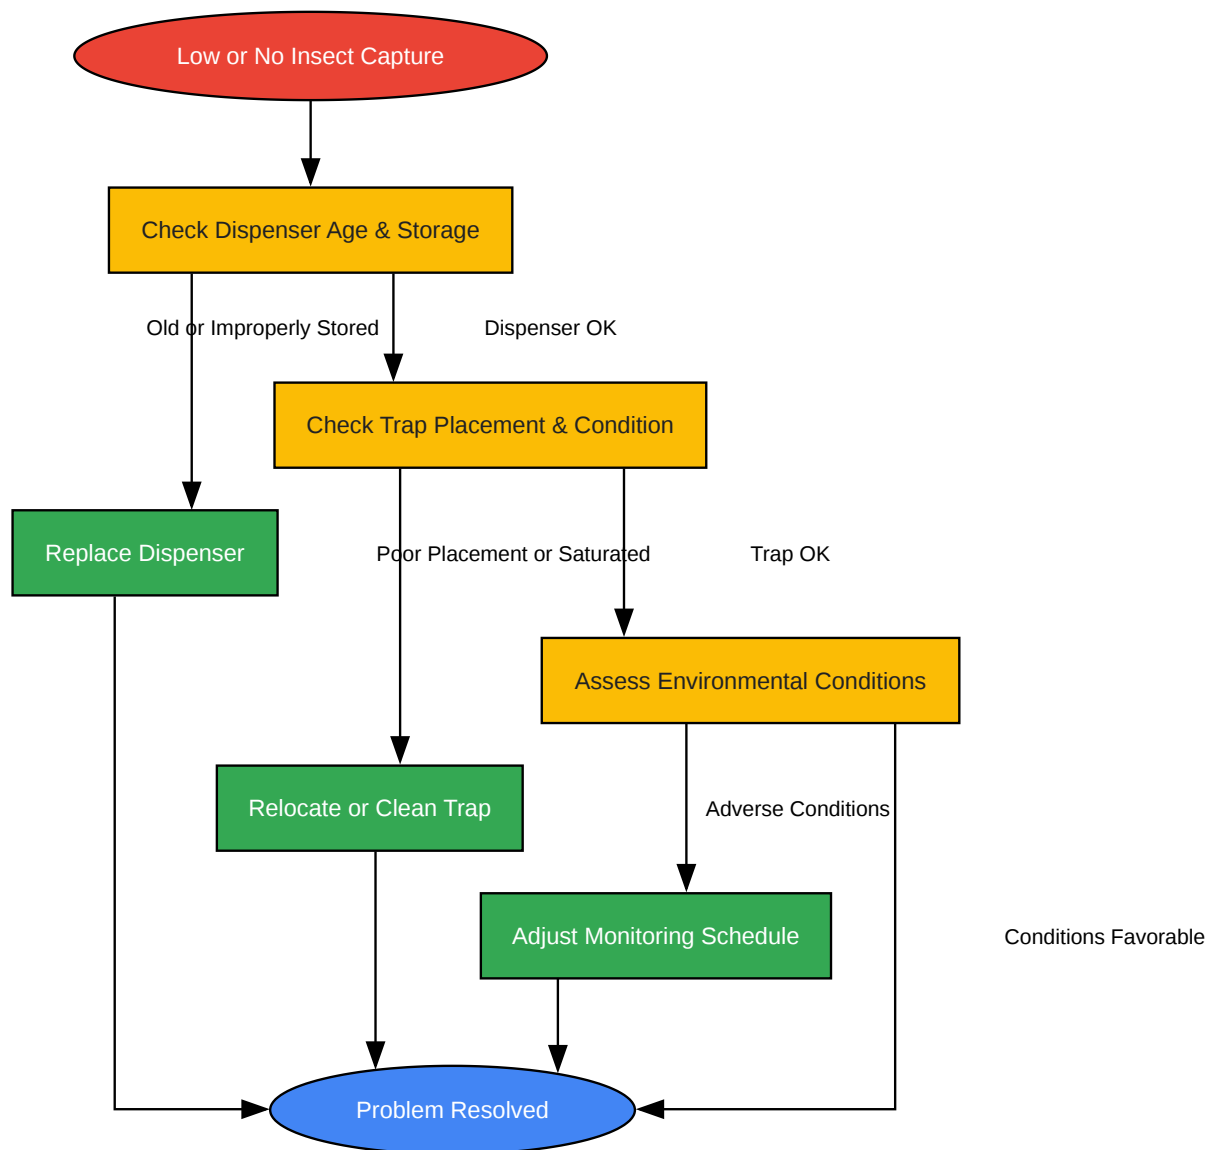 Low or No Insect Capture
Check Dispenser Age & Storage
Old or Improperly Stored
Dispenser OK
Check Trap Placement & Condition
Replace Dispenser
Poor Placement or Saturated
Trap OK
Assess Environmental Conditions
Relocate or Clean Trap
Adverse Conditions
Adjust Monitoring Schedule
Conditions Favorable
Problem Resolved